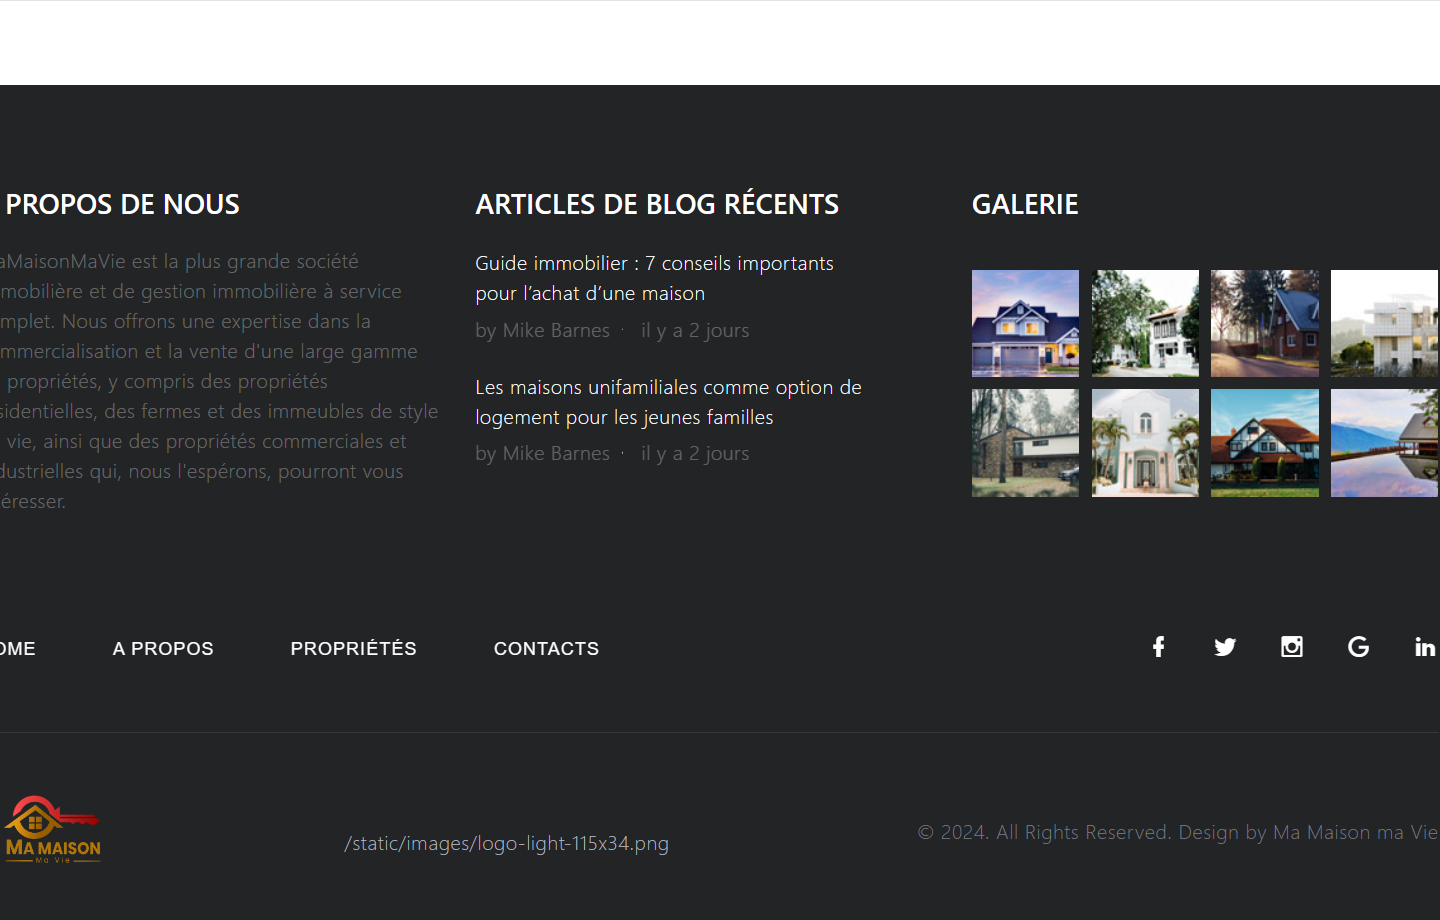 PROPOS DE NOUS
aMaisonMaVie est la plus grande société
mobilière et de gestion immobilière à service
mplet. Nous offrons une expertise dans la
mmercialisation et la vente d'une large gamme
propriétés, y compris des propriétés
sidentielles, des fermes et des immeubles de style
vie, ainsi que des propriétés commerciales et
dustrielles qui, nous l'espérons, pourront vous
éresser.
ARTICLES DE BLOG RÉCENTS
Guide immobilier : 7 conseils importants
pour l’achat d’une maison
by Mike Barnes · il y a 2 jours
Les maisons unifamiliales comme option de
logement pour les jeunes familles
by Mike Barnes · il y a 2 jours
GALERIE
OME A PROPOS PROPRIÉTÉS CONTACTS
MA MAISON
Ma Vie
/static/images/logo-light-115x34.png
© 2024. All Rights Reserved. Design by Ma Maison ma Vie